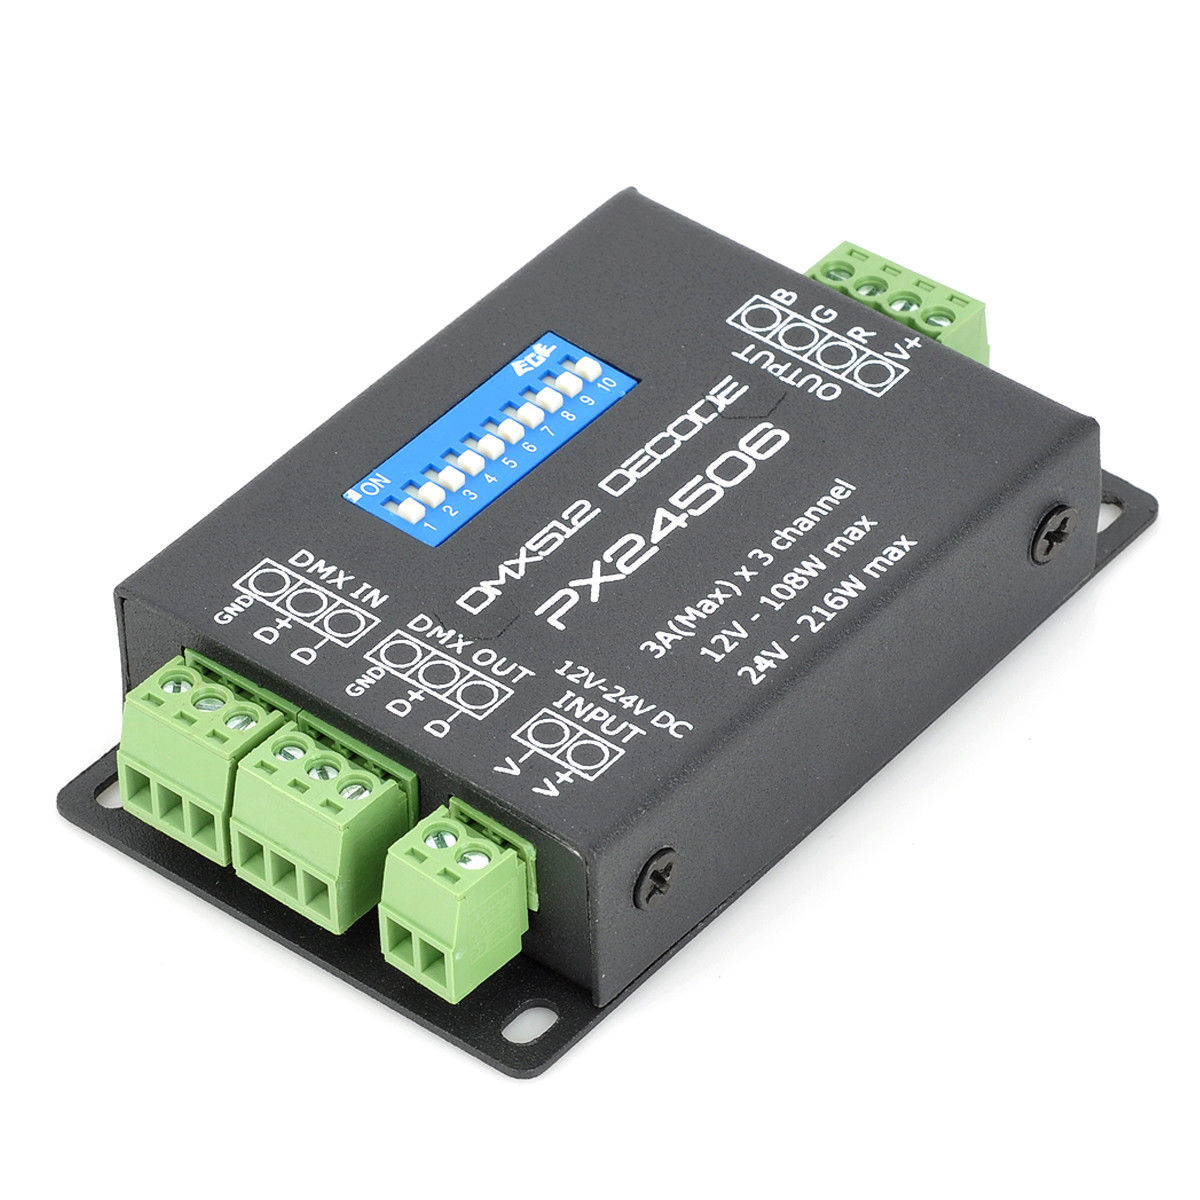 B
G
R
V+
OUTPUT
ECE
ON
1 2 3 4 5 6 7 8 9 10
DMX512 DECODE
PX24506
3A(Max) x 3 channel
12V - 108W max
24V - 216W max
DMX IN
GND
D+
D-
DMX OUT
GND
D+
D-
12V-24V DC
INPUT
V-
V+